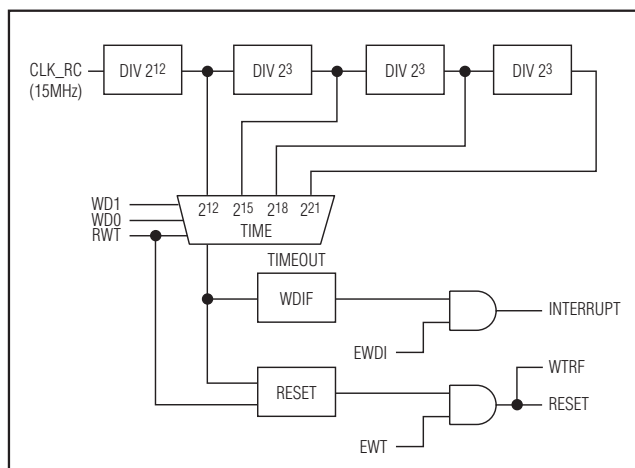 CLK_RC
(15MHz)
DIV 2¹²
DIV 2³
DIV 2³
DIV 2³
WD1
WD0
RWT
2¹² 2¹⁵ 2¹⁸ 2²¹
TIME
TIMEOUT
WDIF
INTERRUPT
EWDI
WTRF
RESET
RESET
EWT